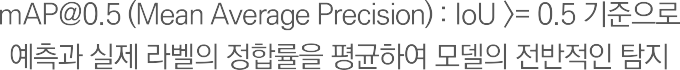 mAP@0.5 (Mean Average Precision) : IoU >= 0.5 기준으로
예측과 실제 라벨의 정합률을 평균하여 모델의 전반적인 탐지